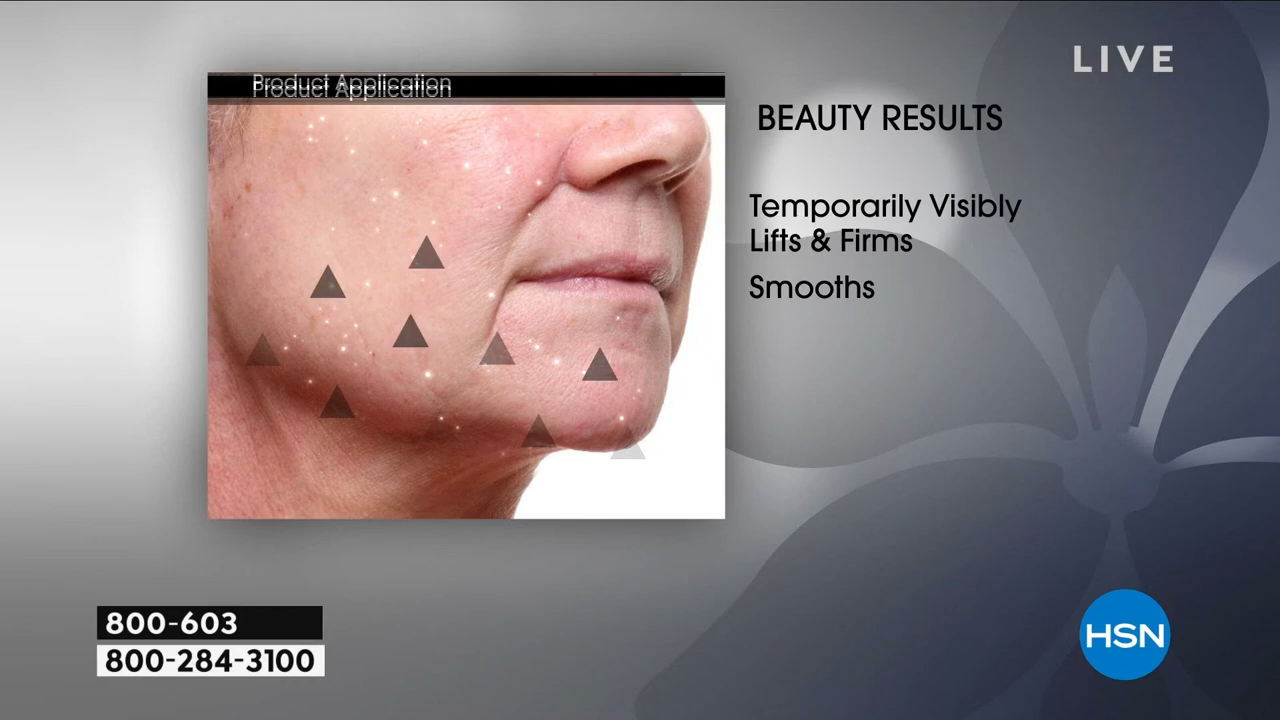 LIVE
Product Application
BEAUTY RESULTS
Temporarily Visibly
Lifts & Firms
Smooths
800-603
800-284-3100
HSN